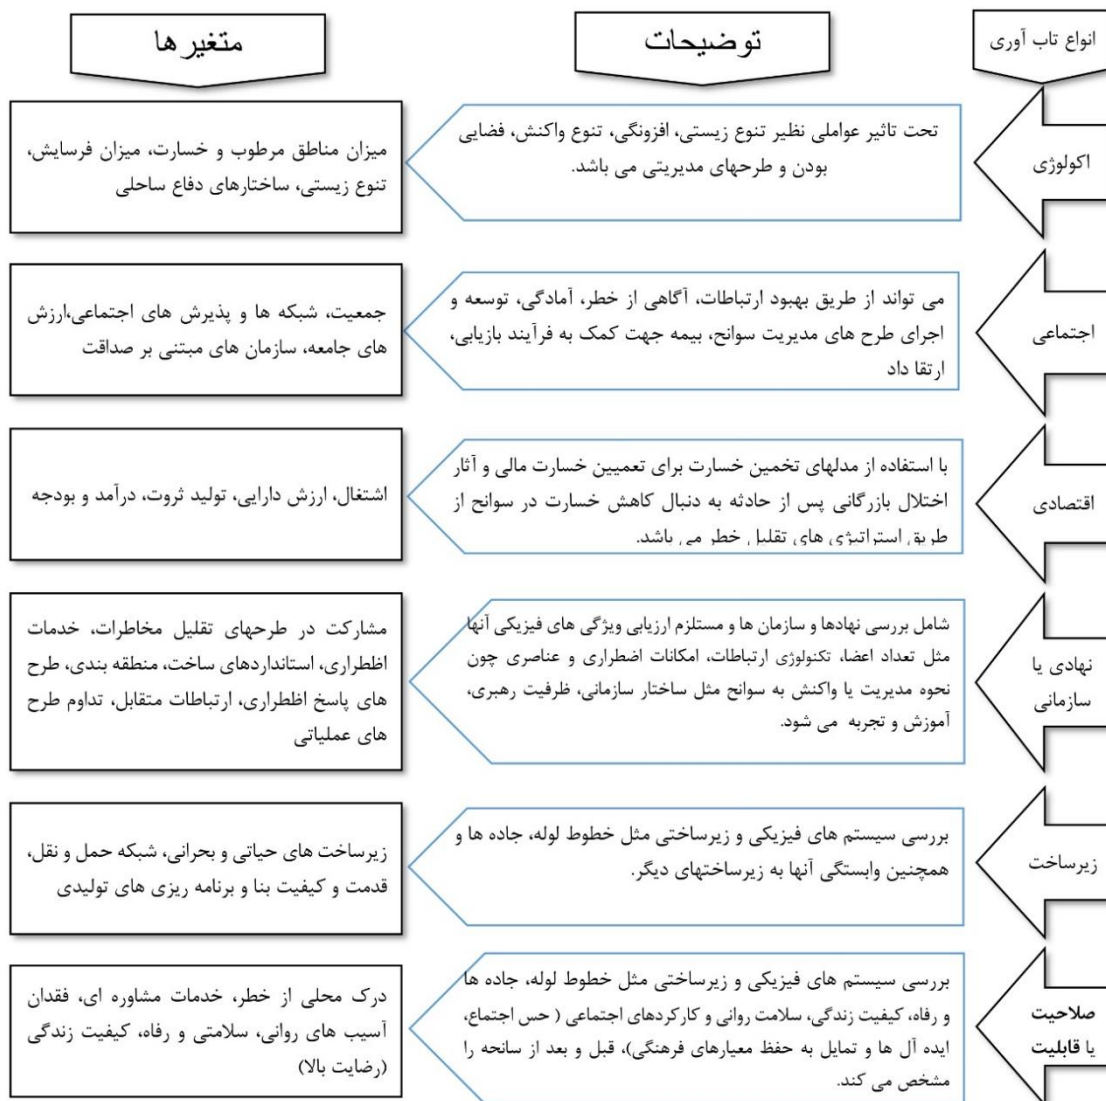 انواع تاب آوری
توضیحات
متغیر ها
اکولوژی
تحت تاثیر عواملی نظیر تنوع زیستی، افزونگی، تنوع واکنش، فضایی
بودن و طرحهای مدیریتی می باشد.
میزان مناطق مرطوب و خسارت، میزان فرسایش،
تنوع زیستی، ساختارهای دفاع ساحلی
اجتماعی
می تواند از طریق بهبود ارتباطات، آگاهی از خطر، آمادگی، توسعه و
اجرای طرح های مدیریت سوانح، بیمه جهت کمک به فرآیند بازیابی،
ارتقا داد
جمعیت، شبکه ها و پذیرش های اجتماعی،ارزش
های جامعه، سازمان های مبتنی بر صداقت
اقتصادی
با استفاده از مدلهای تخمین خسارت برای تعمیین خسارت مالی و آثار
اختلال بازرگانی پس از حادثه به دنبال کاهش خسارت در سوانح از
طریق استراتیژی های تقلیل خطر می باشد.
اشتغال، ارزش دارایی، تولید ثروت، درآمد و بودجه
نهادی یا
سازمانی
شامل بررسی نهادها و سازمان ها و مستلزم ارزیابی ویژگی های فیزیکی آنها
مثل تعداد اعضا، تکنولوژی ارتباطات، امکانات اضطراری و عناصری چون
نحوه مدیریت یا واکنش به سوانح مثل ساختار سازمانی، ظرفیت رهبری،
آموزش و تجربه می شود.
مشارکت در طرحهای تقلیل مخاطرات، خدمات
اظطراری، استانداردهای ساخت، منطقه بندی، طرح
های پاسخ اظطراری، ارتباطات متقابل، تداوم طرح
های عملیاتی
زیرساخت
بررسی سیستم های فیزیکی و زیرساختی مثل خطوط لوله، جاده ها و
همچنین وابستگی آنها به زیرساختهای دیگر.
زیرساخت های حیاتی و بحرانی، شبکه حمل و نقل،
قدمت و کیفیت بنا و برنامه ریزی های تولیدی
صلاحیت
یا قابلیت
بررسی سیستم های فیزیکی و زیرساختی مثل خطوط لوله، جاده ها
و رفاه، کیفیت زندگی، سلامت روانی و کارکردهای اجتماعی ( حس اجتماع،
ایده آل ها و تمایل به حفظ معیارهای فرهنگی)، قبل و بعد از سانحه را
مشخص می کند.
درک محلی از خطر، خدمات مشاوره ای، فقدان
آسیب های روانی، سلامتی و رفاه، کیفیت زندگی
(رضایت بالا)